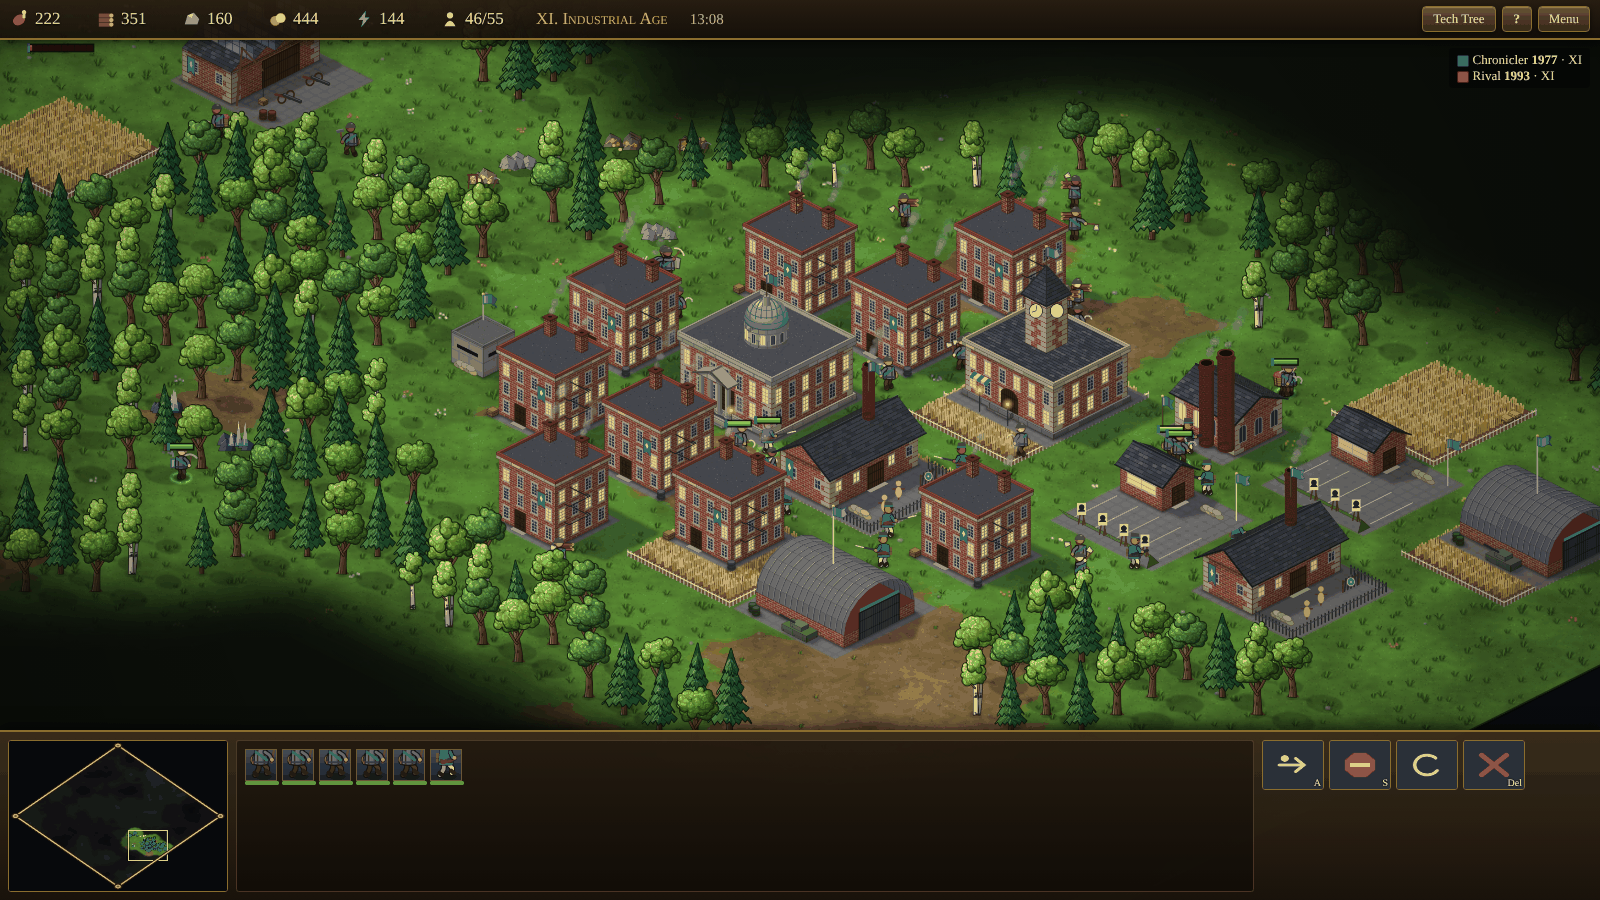 222 351 160 444 144 46/55 XI. Industrial Age 13:08 Tech Tree ? Menu
Chronicler 1977 · XI
Rival 1993 · XI
A S Del